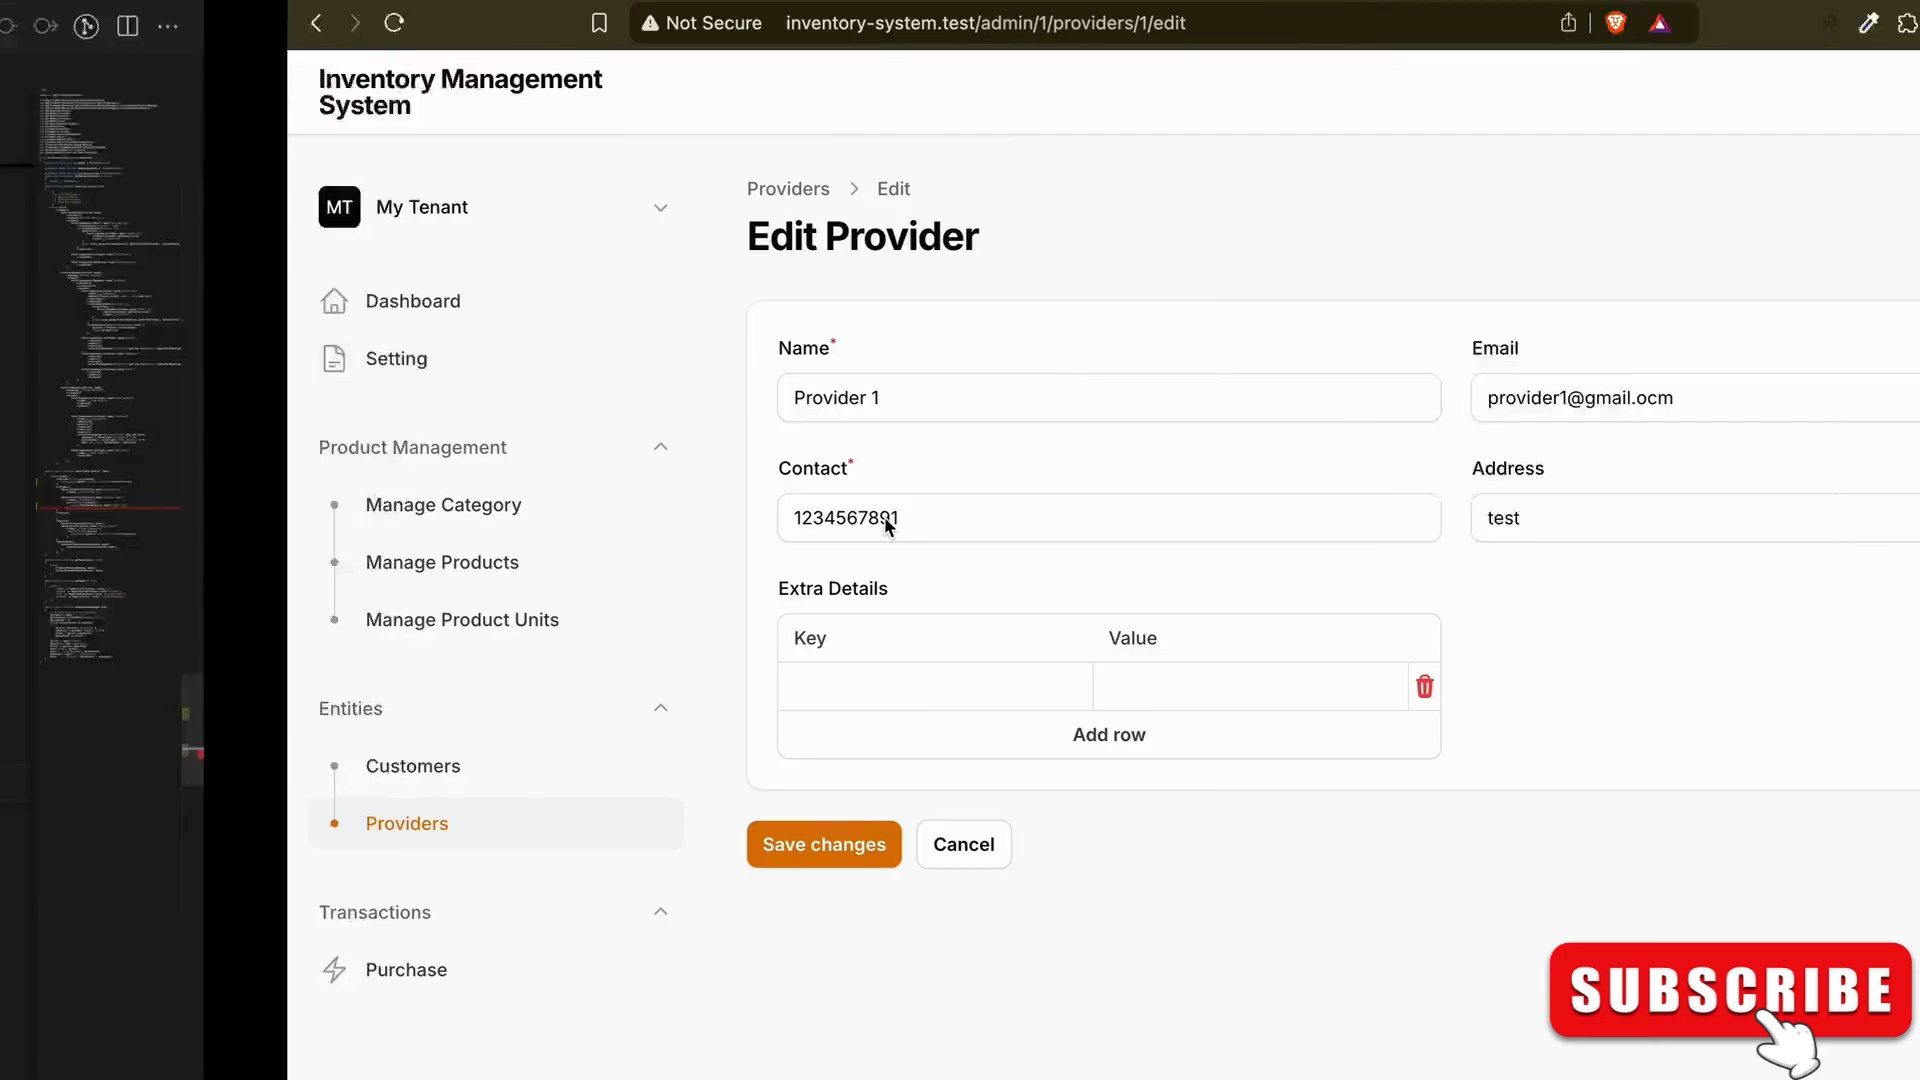 Not Secure inventory-system.test/admin/1/providers/1/edit
Inventory Management
System
MT My Tenant
Dashboard
Setting
Product Management
Manage Category
Manage Products
Manage Product Units
Entities
Customers
Providers
Transactions
Purchase
Providers > Edit
Edit Provider
Name*
Provider 1
Email
provider1@gmail.ocm
Contact*
1234567891
Address
test
Extra Details
Key Value
Add row
Save changes Cancel
SUBSCRIBE